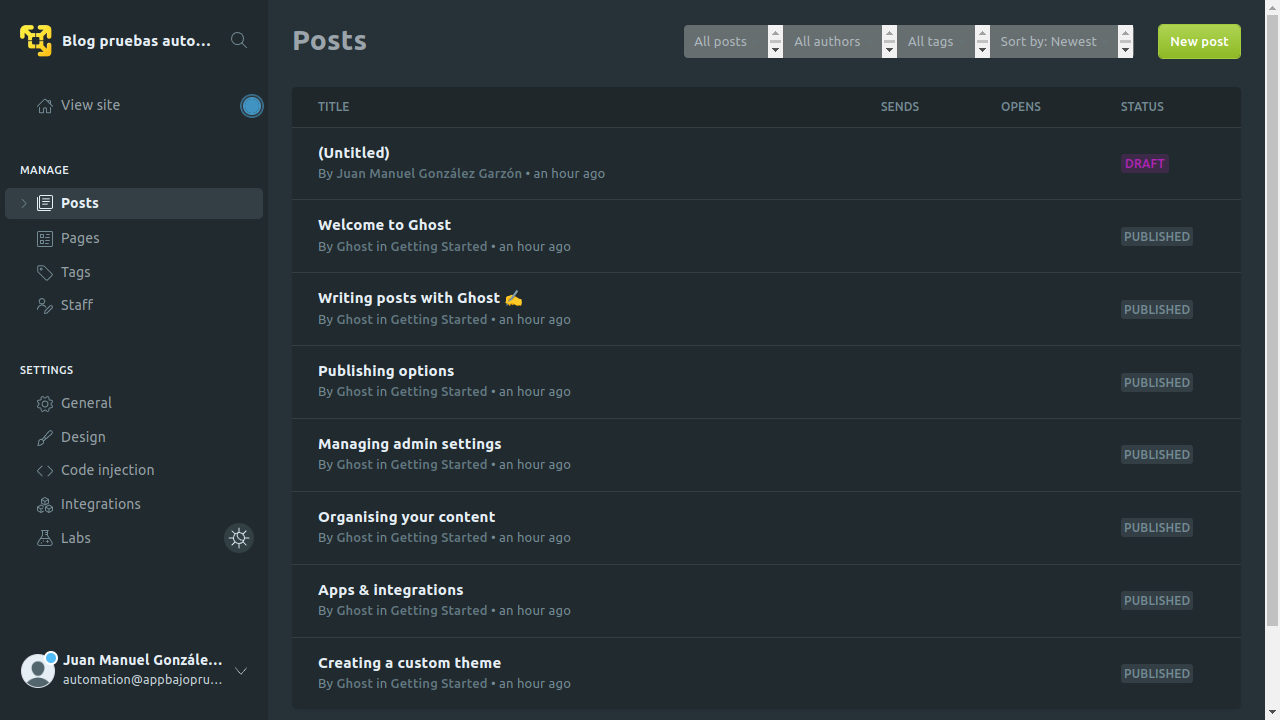 Blog pruebas auto...
View site
MANAGE
Posts
Pages
Tags
Staff
SETTINGS
General
Design
Code injection
Integrations
Labs
Juan Manuel Gonzále...
automation@appbajopru...
Posts
All posts
All authors
All tags
Sort by: Newest
New post
TITLE SENDS OPENS STATUS
(Untitled)
By Juan Manuel González Garzón • an hour ago
DRAFT
Welcome to Ghost
By Ghost in Getting Started • an hour ago
PUBLISHED
Writing posts with Ghost ✍️
By Ghost in Getting Started • an hour ago
PUBLISHED
Publishing options
By Ghost in Getting Started • an hour ago
PUBLISHED
Managing admin settings
By Ghost in Getting Started • an hour ago
PUBLISHED
Organising your content
By Ghost in Getting Started • an hour ago
PUBLISHED
Apps & integrations
By Ghost in Getting Started • an hour ago
PUBLISHED
Creating a custom theme
By Ghost in Getting Started • an hour ago
PUBLISHED